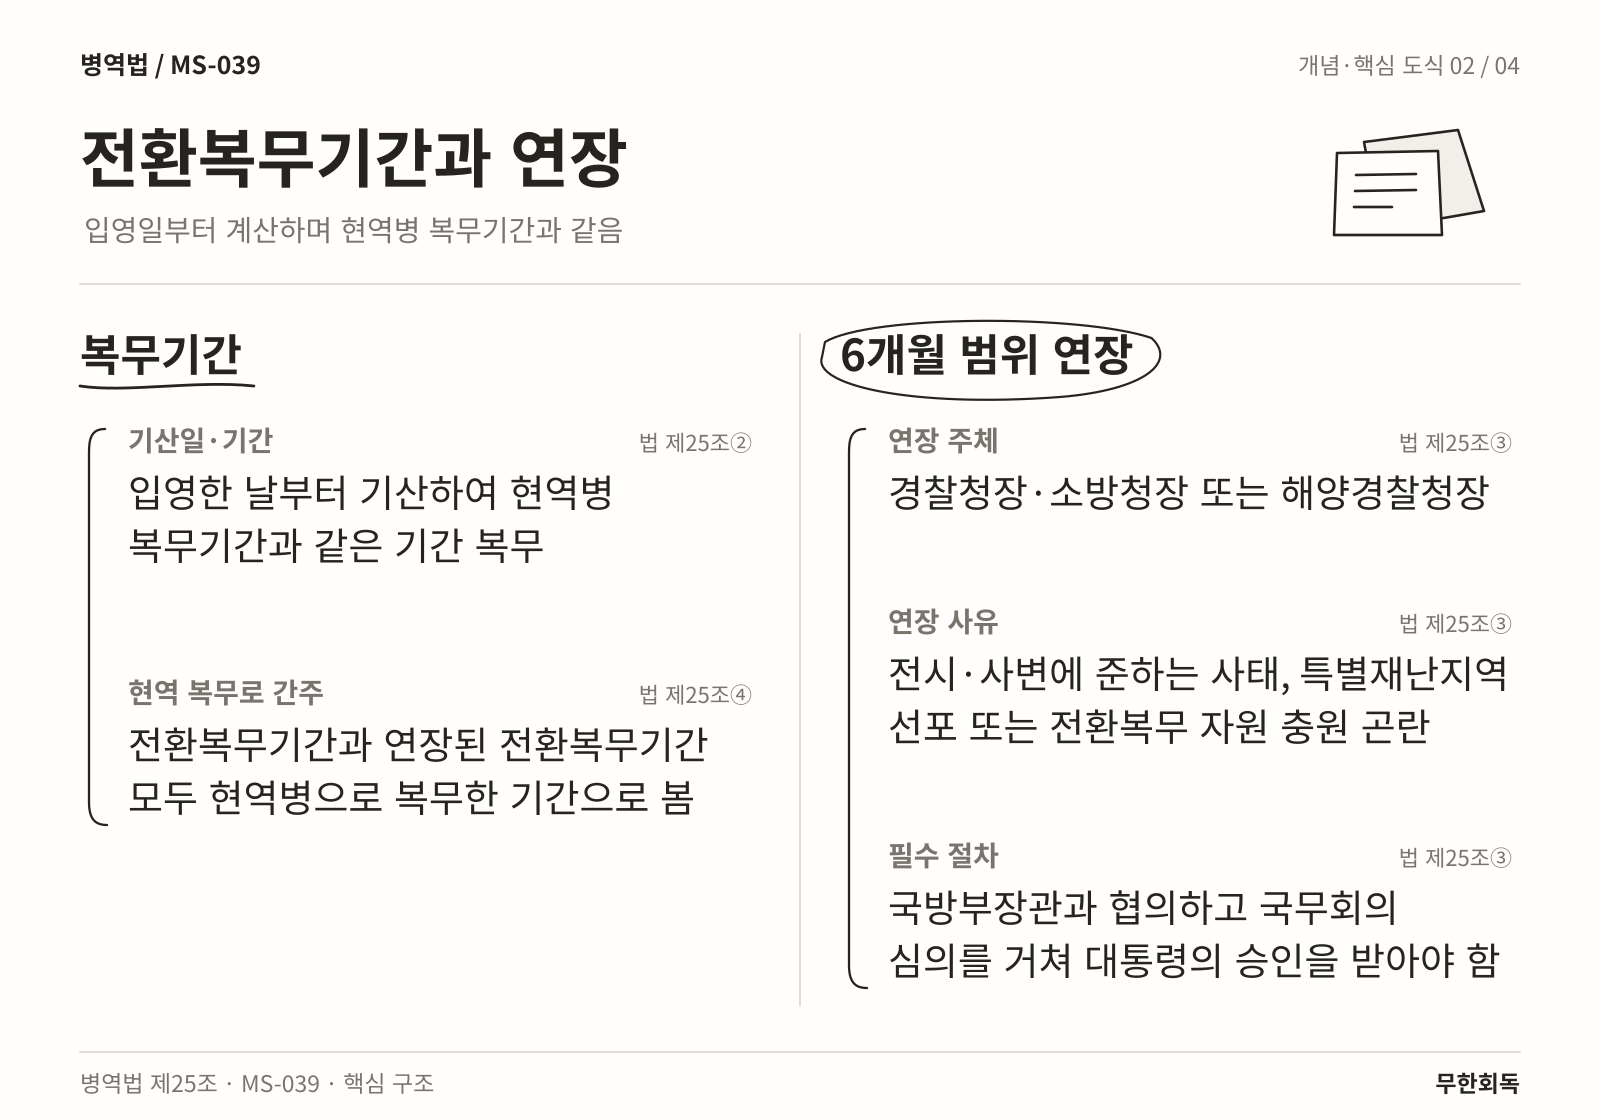 병역법 / MS-039
개념·핵심 도식 02 / 04
전환복무기간과 연장
입영일부터 계산하며 현역병 복무기간과 같음
복무기간
기산일·기간
법 제25조②
입영한 날부터 기산하여 현역병
복무기간과 같은 기간 복무
현역 복무로 간주
법 제25조④
전환복무기간과 연장된 전환복무기간
모두 현역병으로 복무한 기간으로 봄
6개월 범위 연장
연장 주체
법 제25조③
경찰청장·소방청장 또는 해양경찰청장
연장 사유
법 제25조③
전시·사변에 준하는 사태, 특별재난지역
선포 또는 전환복무 자원 충원 곤란
필수 절차
법 제25조③
국방부장관과 협의하고 국무회의
심의를 거쳐 대통령의 승인을 받아야 함
병역법 제25조 · MS-039 · 핵심 구조
무한회독